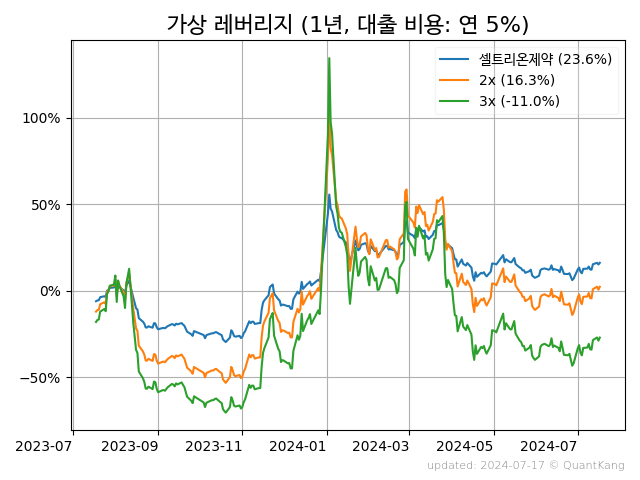 가상 레버리지 (1년, 대출 비용: 연 5%)
셀트리온제약 (23.6%)
2x (16.3%)
3x (-11.0%)
100%
50%
0%
−50%
2023-07 2023-09 2023-11 2024-01 2024-03 2024-05 2024-07
updated: 2024-07-17 © QuantKang